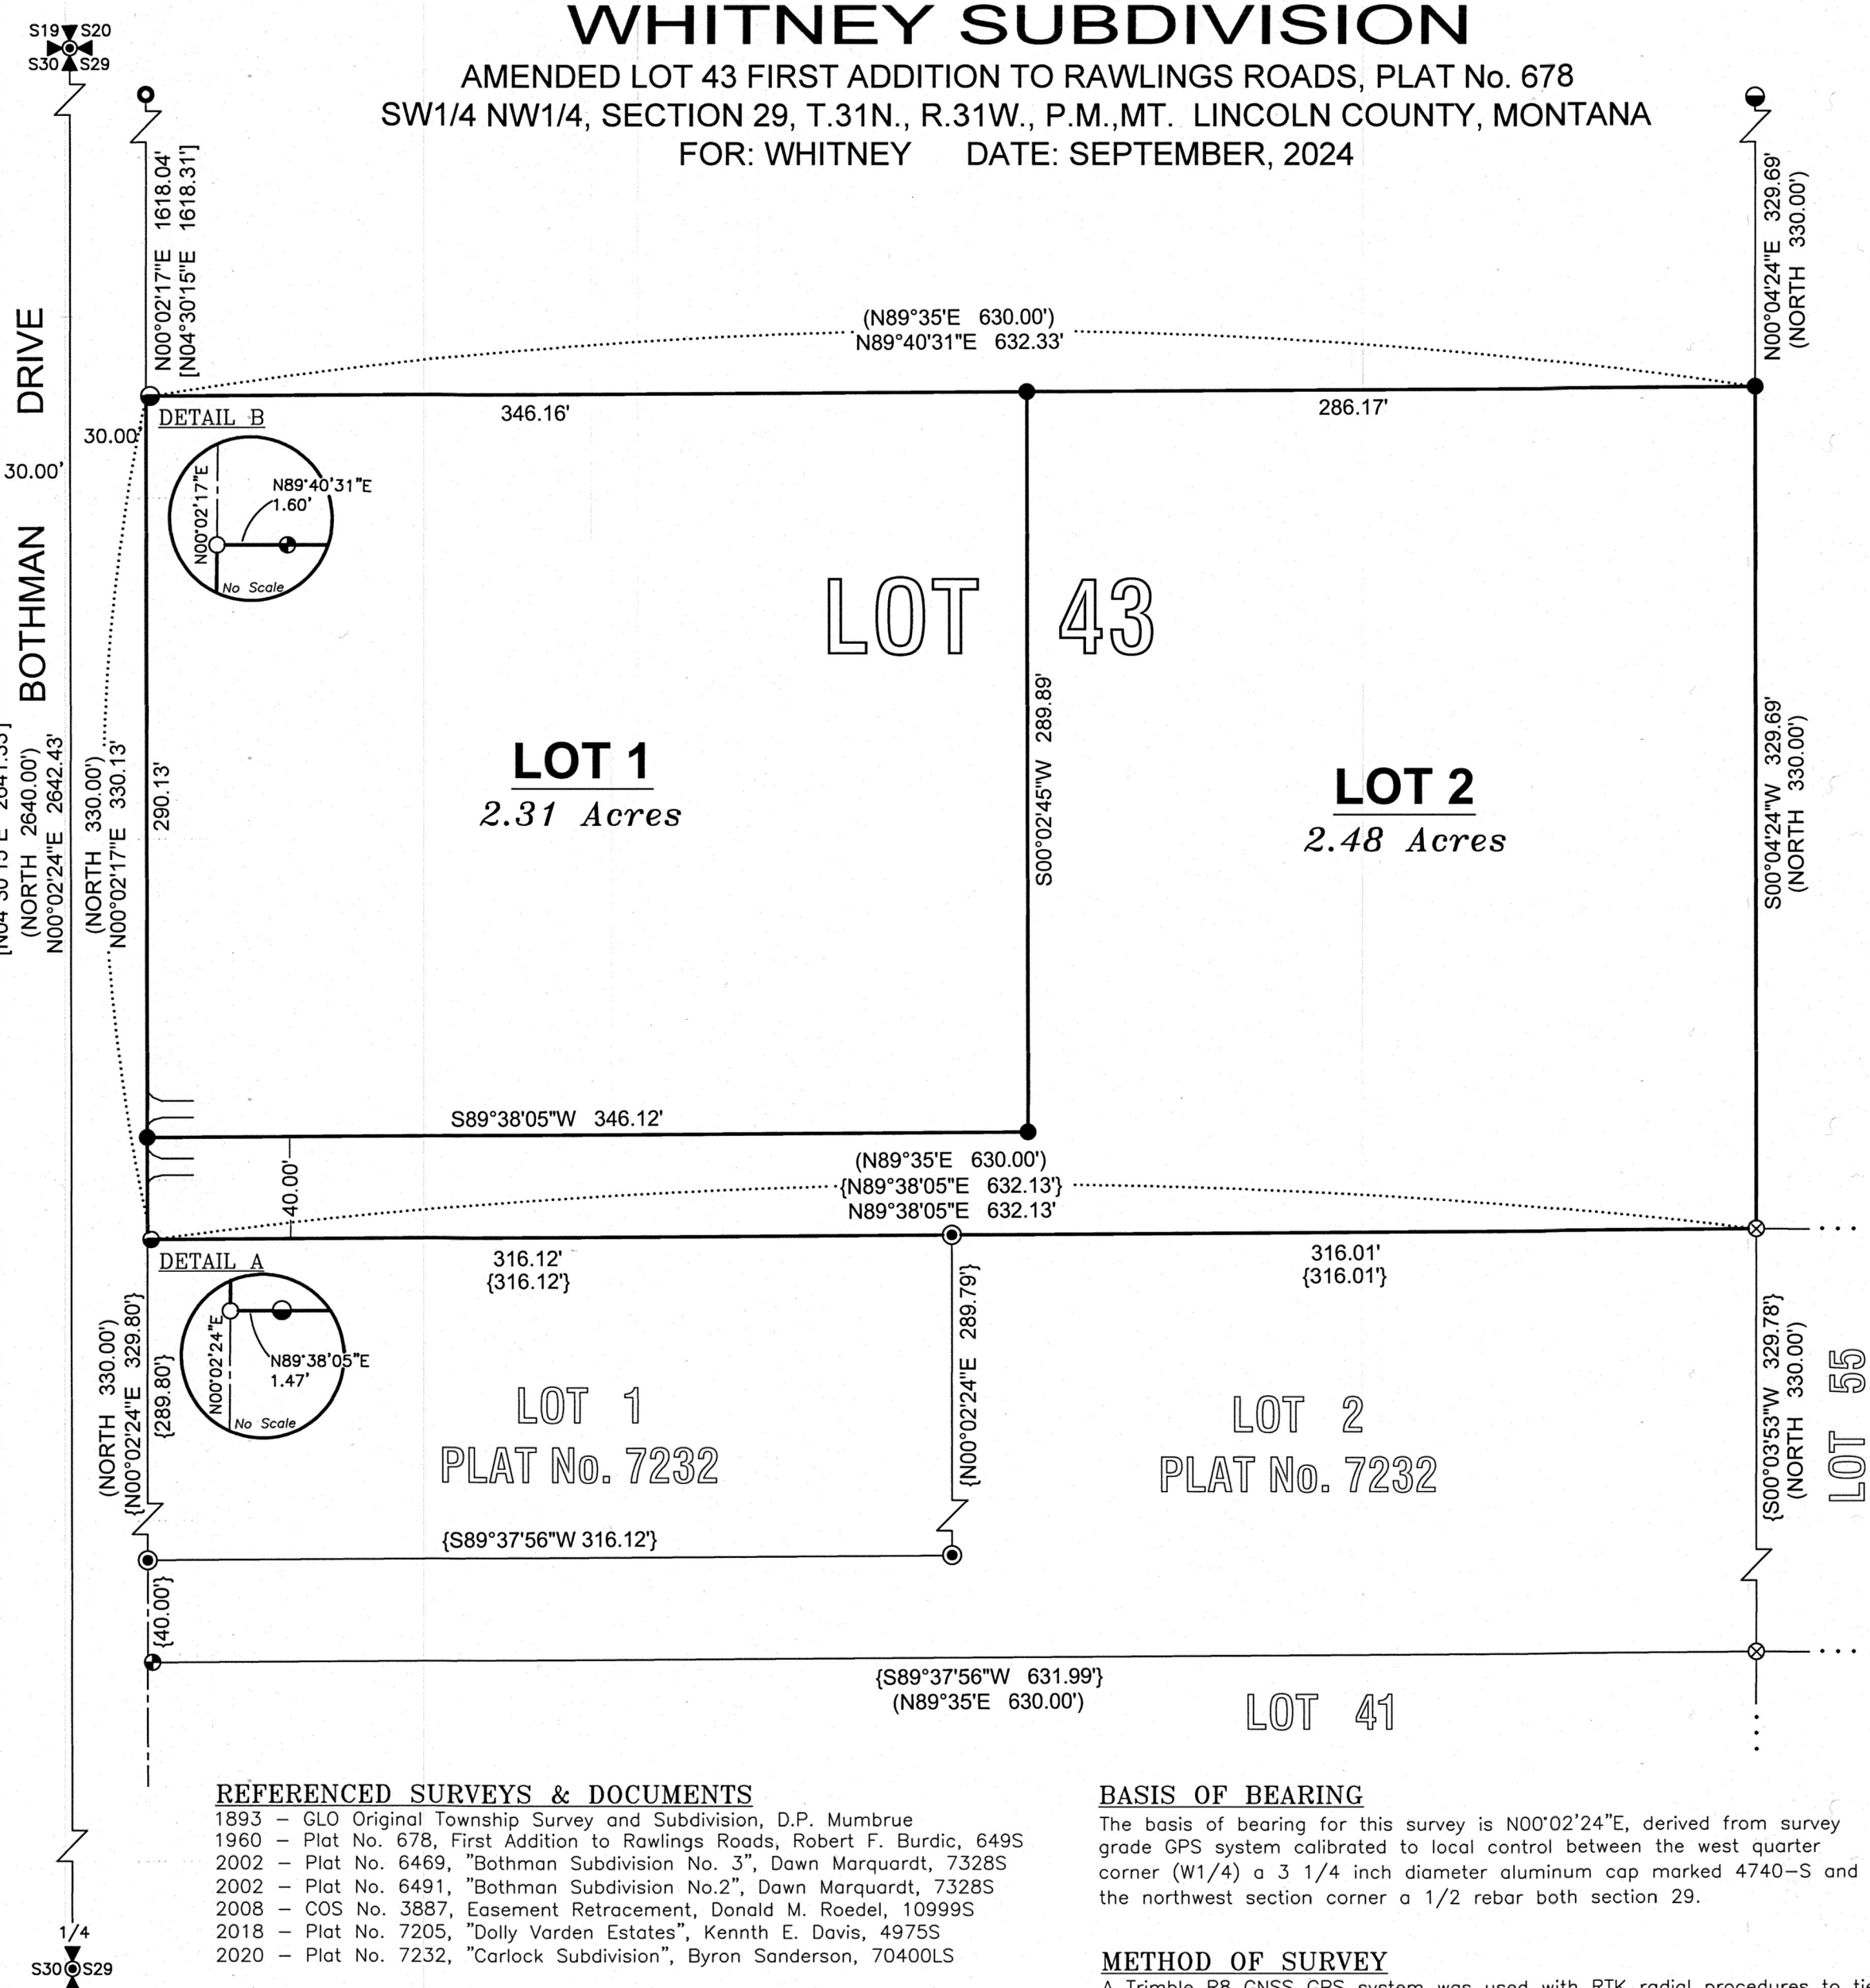 WHITNEY SUBDIVISION
AMENDED LOT 43 FIRST ADDITION TO RAWLINGS ROADS, PLAT No. 678
SW1/4 NW1/4, SECTION 29, T.31N., R.31W., P.M.,MT. LINCOLN COUNTY, MONTANA
FOR: WHITNEY DATE: SEPTEMBER, 2024
S19 S20
S30 S29
N00°02'17"E 1618.04'
[N04°30'15"E 1618.31']
N00°04'24"E 329.69'
(NORTH 330.00')
(N89°35'E 630.00')
N89°40'31"E 632.33'
346.16'
286.17'
BOTHMAN DRIVE
30.00'
30.00'
DETAIL B
N00°02'17"E
N89°40'31"E
1.60'
No Scale
LOT 43
(NORTH 2640.00')
N00°02'24"E 2642.43'
(NORTH 330.00')
N00°02'17"E 330.13'
290.13'
LOT 1
2.31 Acres
S00°02'45"W 289.89'
LOT 2
2.48 Acres
S00°04'24"W 329.69'
(NORTH 330.00')
S89°38'05"W 346.12'
40.00'
(N89°35'E 630.00')
{N89°38'05"E 632.13'}
N89°38'05"E 632.13'
316.12'
{316.12'}
316.01'
{316.01'}
DETAIL A
N00°02'24"E
N89°38'05"E
1.47'
No Scale
(NORTH 330.00')
{N00°02'24"E 329.80'}
{289.80'}
LOT 1
PLAT No. 7232
{N00°02'24"E 289.79'}
LOT 2
PLAT No. 7232
{S00°03'53"W 329.78'}
(NORTH 330.00')
LOT 55
{S89°37'56"W 316.12'}
{40.00'}
{S89°37'56"W 631.99'}
(N89°35'E 630.00')
LOT 41
REFERENCED SURVEYS & DOCUMENTS
1893 – GLO Original Township Survey and Subdivision, D.P. Mumbrue
1960 – Plat No. 678, First Addition to Rawlings Roads, Robert F. Burdic, 649S
2002 – Plat No. 6469, "Bothman Subdivision No. 3", Dawn Marquardt, 7328S
2002 – Plat No. 6491, "Bothman Subdivision No.2", Dawn Marquardt, 7328S
2008 – COS No. 3887, Easement Retracement, Donald M. Roedel, 10999S
2018 – Plat No. 7205, "Dolly Varden Estates", Kennth E. Davis, 4975S
2020 – Plat No. 7232, "Carlock Subdivision", Byron Sanderson, 70400LS
1/4
S30 S29
BASIS OF BEARING
The basis of bearing for this survey is N00°02'24"E, derived from survey
grade GPS system calibrated to local control between the west quarter
corner (W1/4) a 3 1/4 inch diameter aluminum cap marked 4740–S and
the northwest section corner a 1/2 rebar both section 29.
METHOD OF SURVEY
A Trimble R8 GNSS GPS system was used with RTK radial procedures to tie